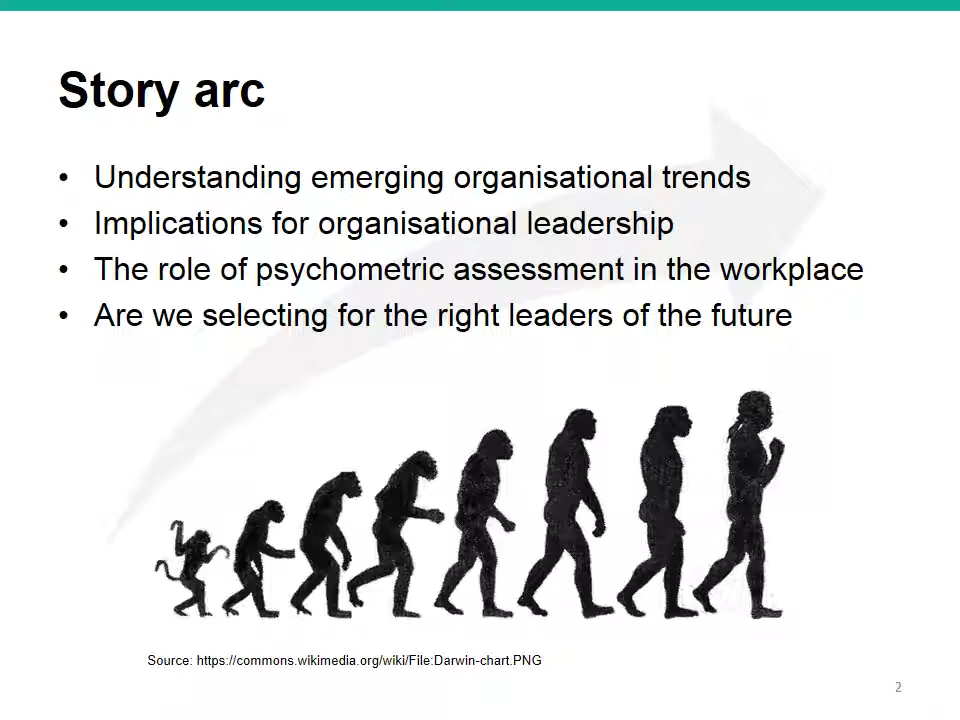 Story arc
• Understanding emerging organisational trends
• Implications for organisational leadership
• The role of psychometric assessment in the workplace
• Are we selecting for the right leaders of the future
Source: https://commons.wikimedia.org/wiki/File:Darwin-chart.PNG
2